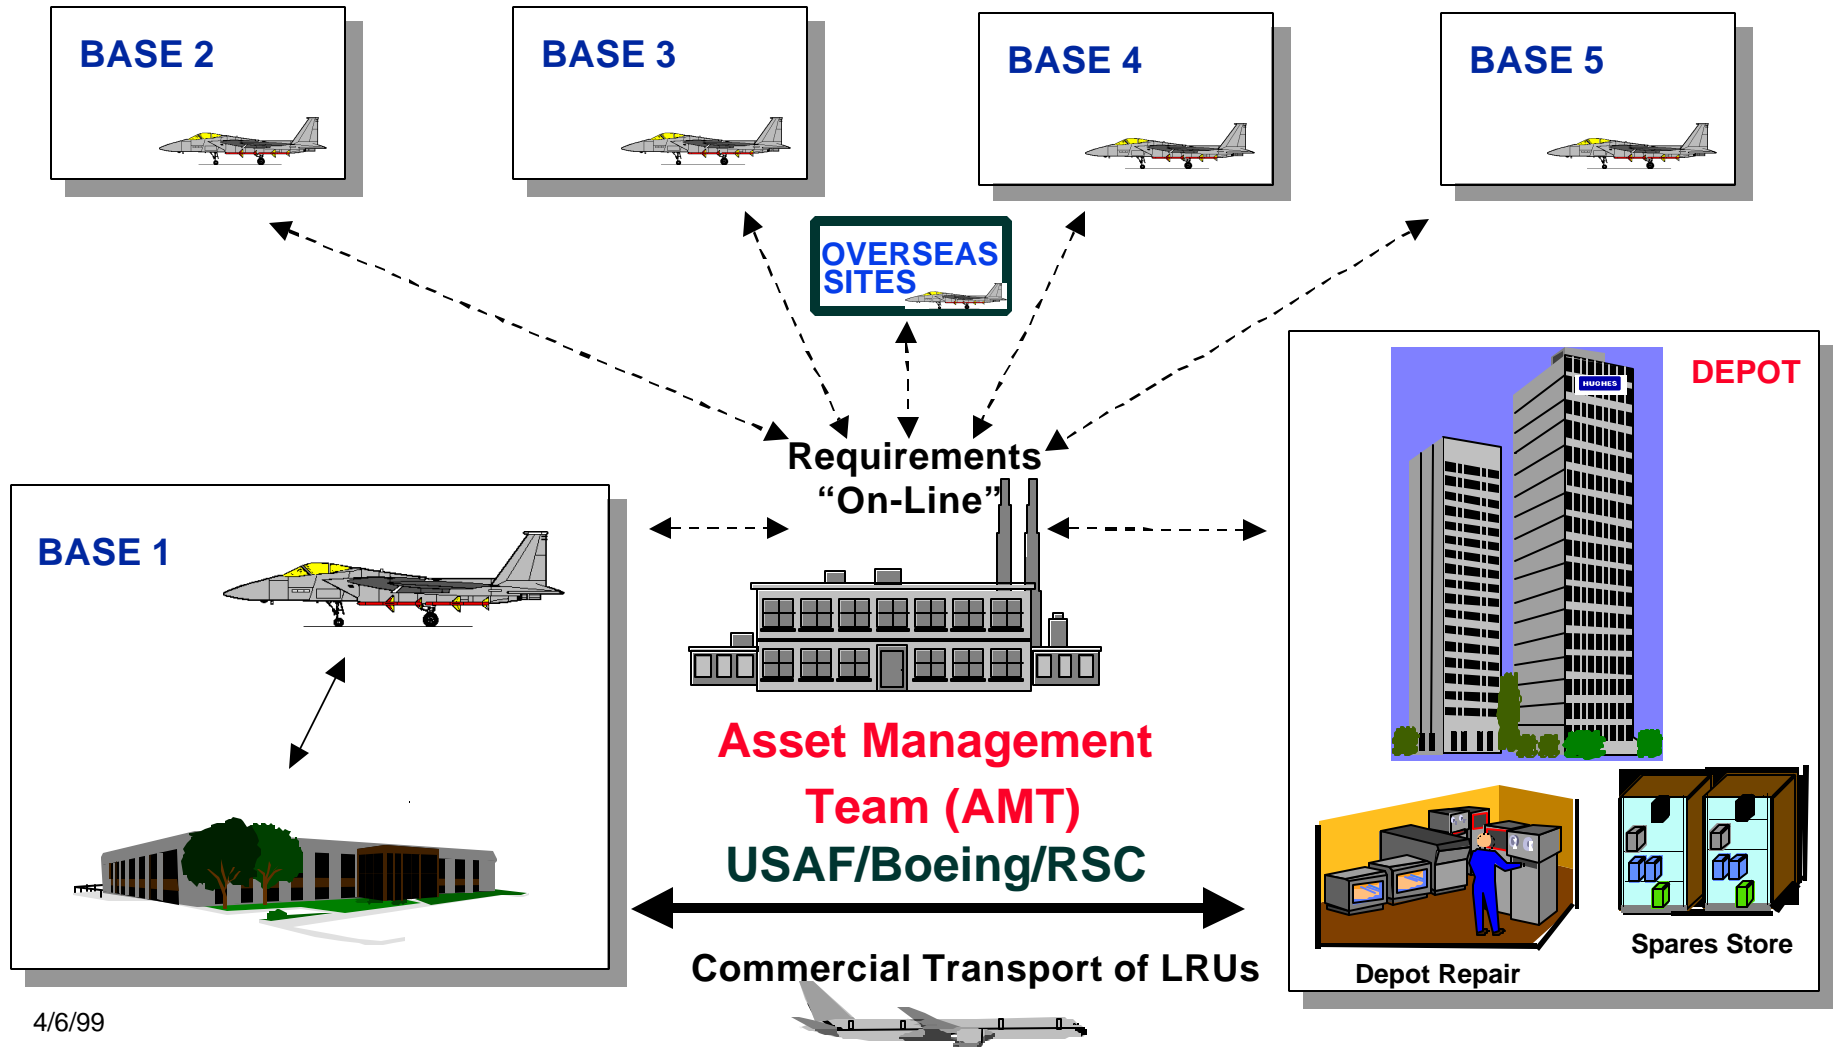 BASE 2
BASE 3
BASE 4
BASE 5
OVERSEAS
SITES
HUGHES
DEPOT
Requirements
“On-Line”
BASE 1
Asset Management
Team (AMT)
USAF/Boeing/RSC
Commercial Transport of LRUs
Depot Repair
Spares Store
4/6/99